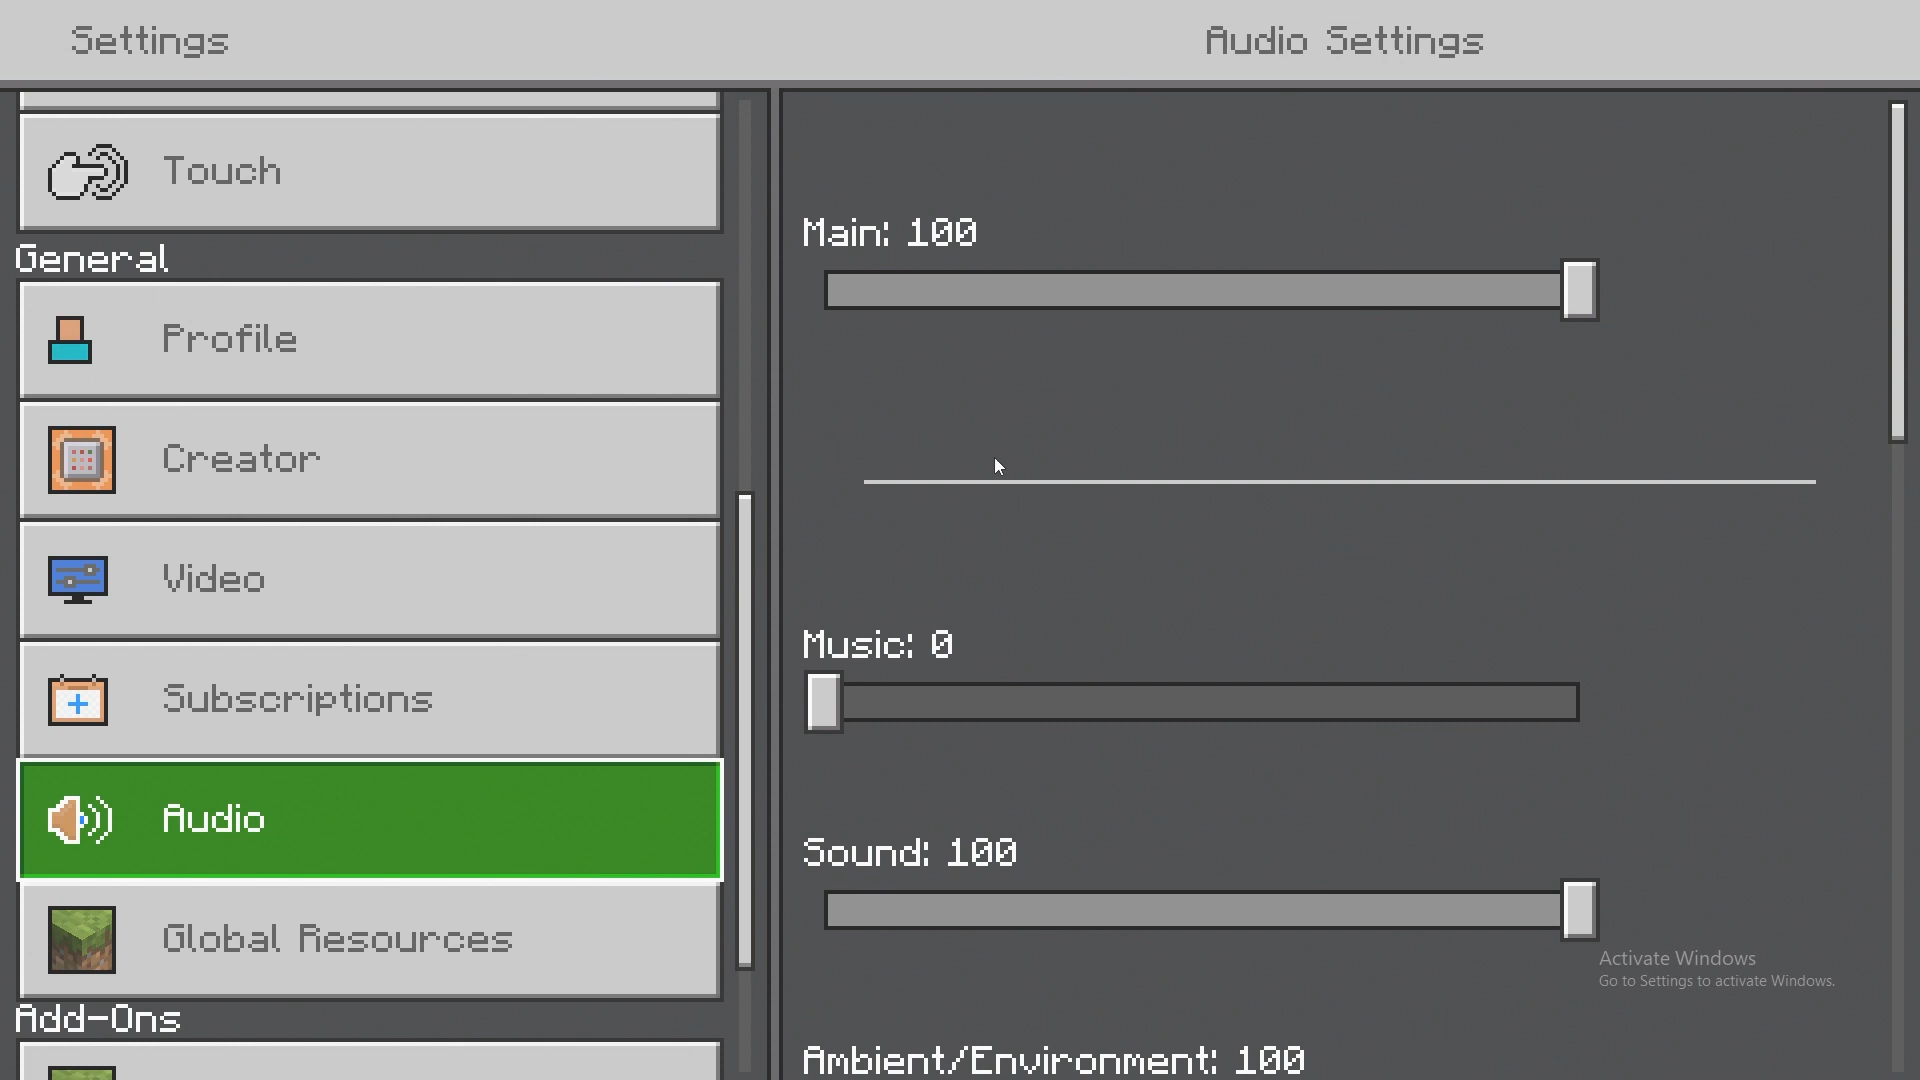 Settings
Audio Settings
Touch
General
Profile
Creator
Video
Subscriptions
Audio
Global Resources
Add-Ons
Main: 100
Music: 0
Sound: 100
Ambient/Environment: 100
Activate Windows
Go to Settings to activate Windows.